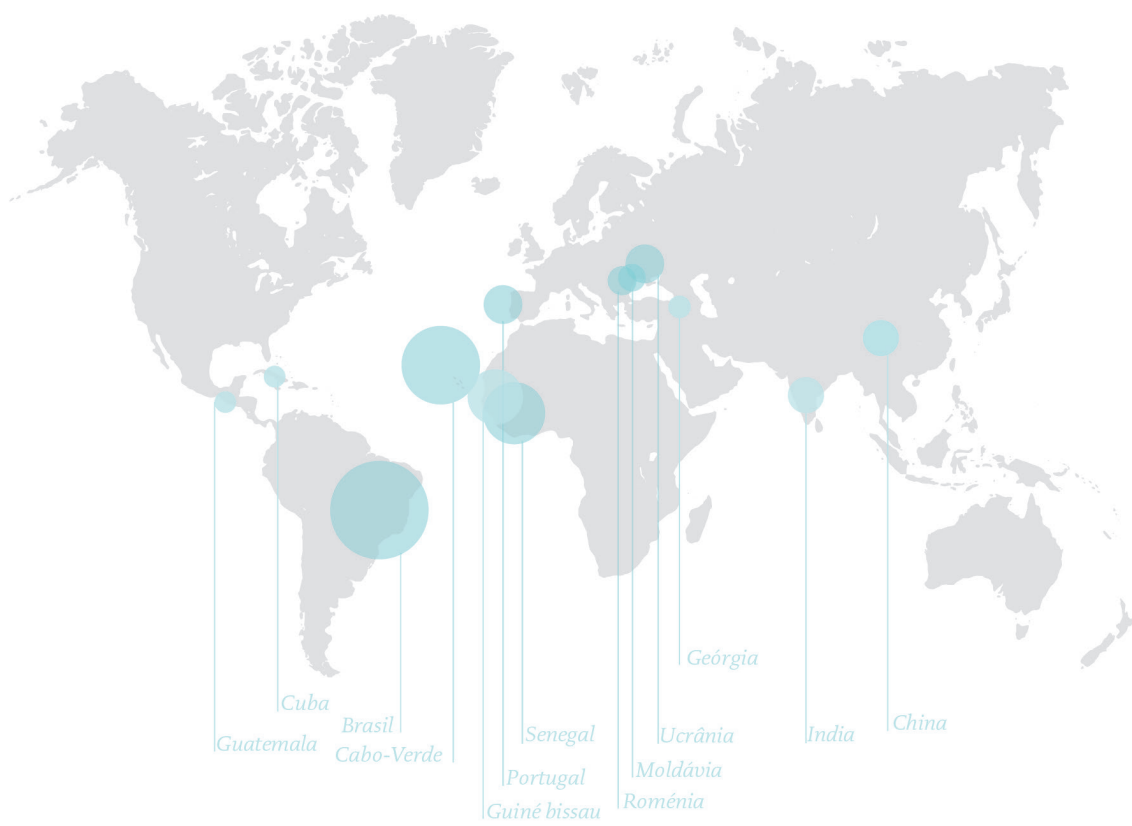 Geórgia
Cuba
Brasil
Guatemala
Cabo-Verde
Senegal
Ucrânia
India
China
Portugal
Moldávia
Roménia
Guiné bissau